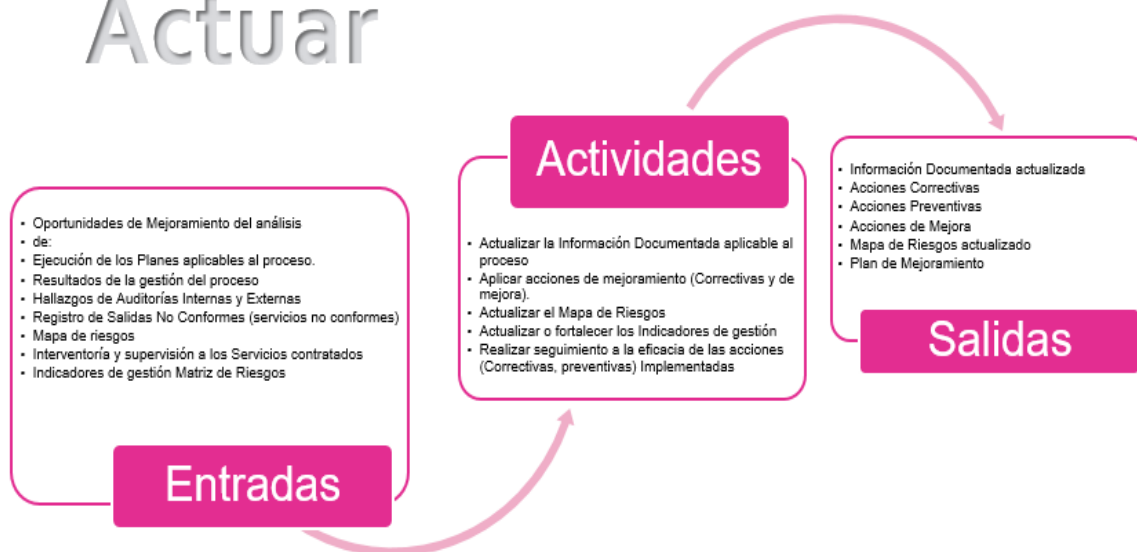 Actuar
• Oportunidades de Mejoramiento del análisis
• de:
• Ejecución de los Planes aplicables al proceso.
• Resultados de la gestión del proceso
• Hallazgos de Auditorías Internas y Externas
• Registro de Salidas No Conformes (servicios no conformes)
• Mapa de riesgos
• Interventoría y supervisión a los Servicios contratados
• Indicadores de gestión Matriz de Riesgos
Entradas
Actividades
• Actualizar la Información Documentada aplicable al
proceso
• Aplicar acciones de mejoramiento (Correctivas y de
mejora).
• Actualizar el Mapa de Riesgos
• Actualizar o fortalecer los Indicadores de gestión
• Realizar seguimiento a la eficacia de las acciones
(Correctivas, preventivas) Implementadas
• Información Documentada actualizada
• Acciones Correctivas
• Acciones Preventivas
• Acciones de Mejora
• Mapa de Riesgos actualizado
• Plan de Mejoramiento
Salidas